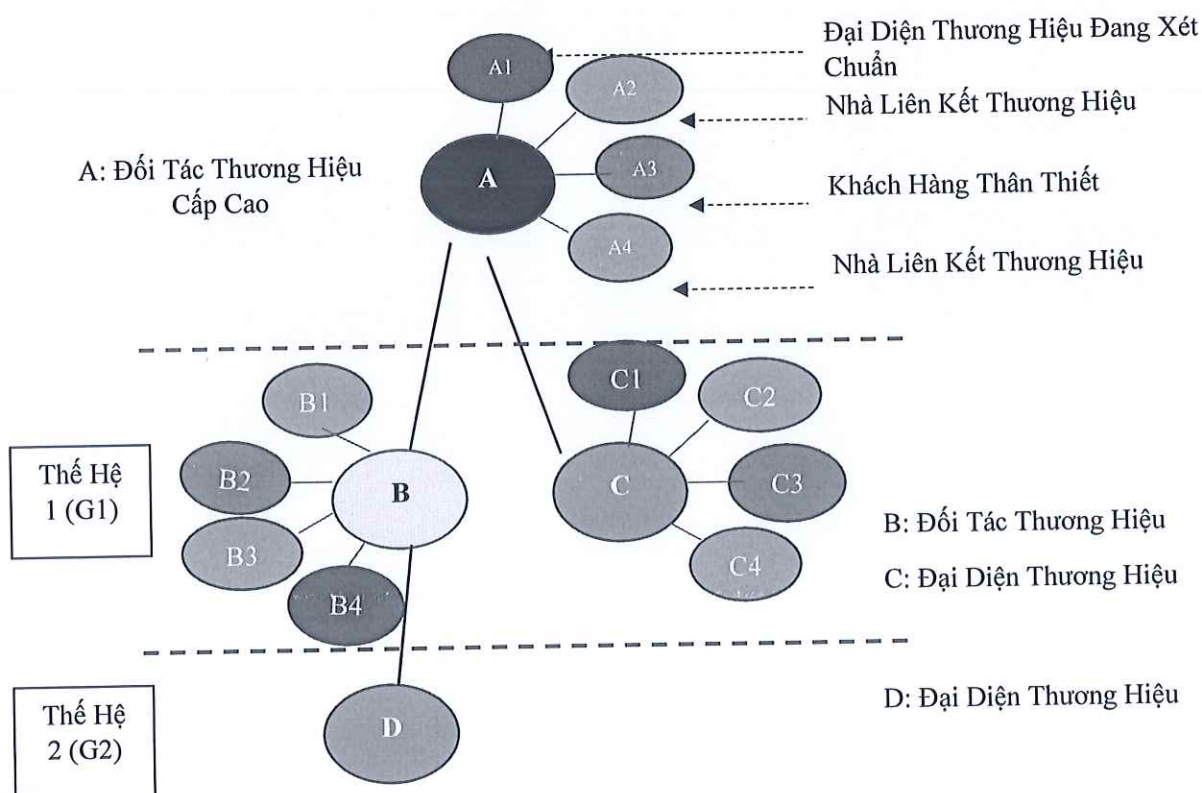 Đại Diện Thương Hiệu Đang Xét
Chuẩn
A1
A2
Nhà Liên Kết Thương Hiệu
A: Đối Tác Thương Hiệu
Cấp Cao
A
A3
Khách Hàng Thân Thiết
A4
Nhà Liên Kết Thương Hiệu
B1
C1
C2
Thế Hệ
1 (G1)
B2
B
C
C3
B3
B: Đối Tác Thương Hiệu
C4
C: Đại Diện Thương Hiệu
B4
Thế Hệ
2 (G2)
D
D: Đại Diện Thương Hiệu